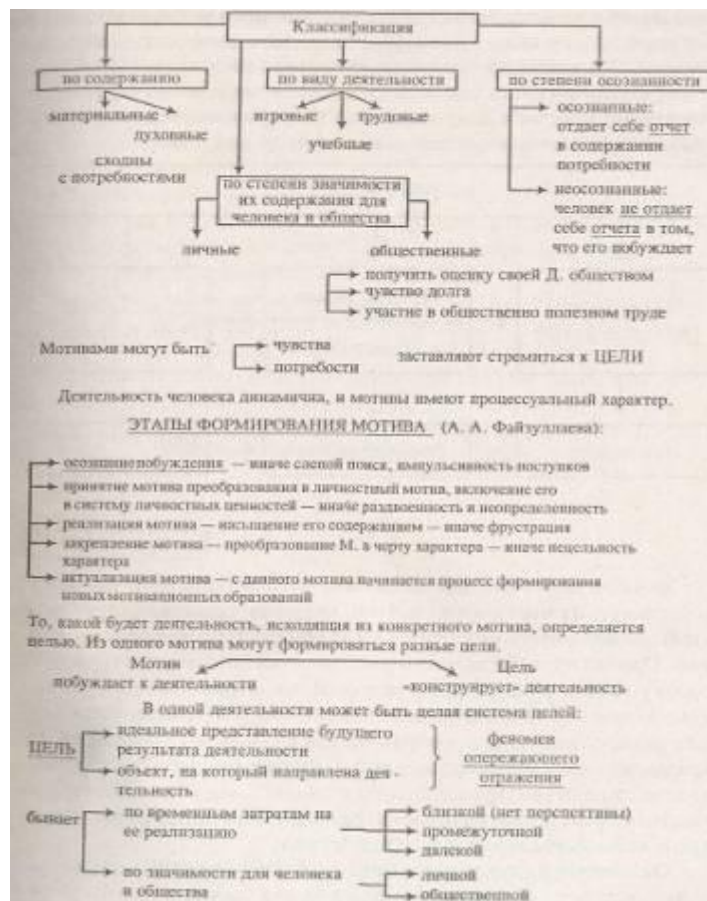 Классификация
по содержанию
по виду деятельности
по степени осознанности
материальные
духовные
сходны
с потребностями
игровые
трудовые
учебные
осознанные:
отдает себе отчет
в содержании
потребности
неосознанные:
человек не отдает
себе отчета в том,
что его побуждает
по степени значимости
их содержания для
человека и общества
личные
общественные
получить оценку своей Д. обществом
чувство долга
участие в общественно полезном труде
Мотивами могут быть
чувства
потребости
заставляют стремиться к ЦЕЛИ
Деятельность человека динамична, и мотивы имеют процессуальный характер.
ЭТАПЫ ФОРМИРОВАНИЯ МОТИВА (А. А. Файзуллаева):
осознание побуждения — иначе слепой поиск, импульсивность поступков
принятие мотива преобразования в личностный мотив, включение его
в систему личностных ценностей — иначе раздвоенность и неопределенность
реализация мотива — насыщение его содержанием — иначе фрустрация
закрепление мотива — преобразование М. в черту характера — иначе нецельность
характера
актуализация мотива — с данного мотива начинается процесс формирования
новых мотивационных образований
То, какой будет деятельность, исходящая из конкретного мотива, определяется
целью. Из одного мотива могут формироваться разные цели.
Мотив
побуждает к деятельности
Цель
«конструирует» деятельность
В одной деятельности может быть целая система целей:
ЦЕЛЬ
идеальное представление будущего
результата деятельности
объект, на который направлена дея -
тельность
феномен
опережающего
отражения
бывает
по временным затратам на
ее реализацию
близкой (нет перспективы)
промежуточной
далекой
по значимости для человека
и общества
личной
общественной